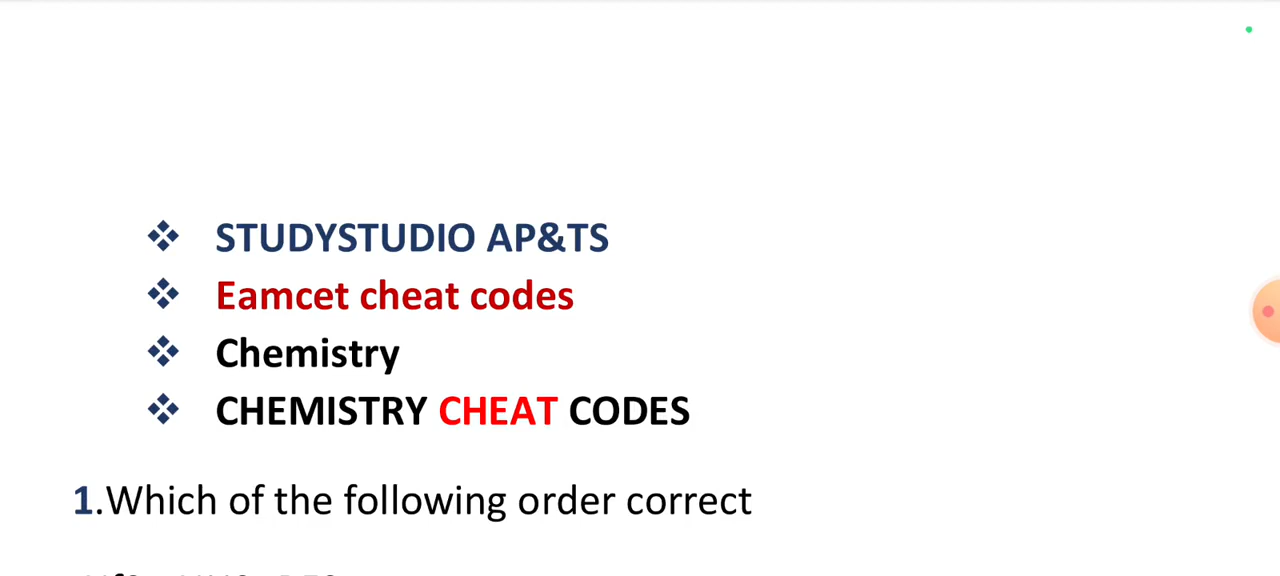 ❖ STUDYSTUDIO AP&TS
❖ Eamcet cheat codes
❖ Chemistry
❖ CHEMISTRY CHEAT CODES
1.Which of the following order correct